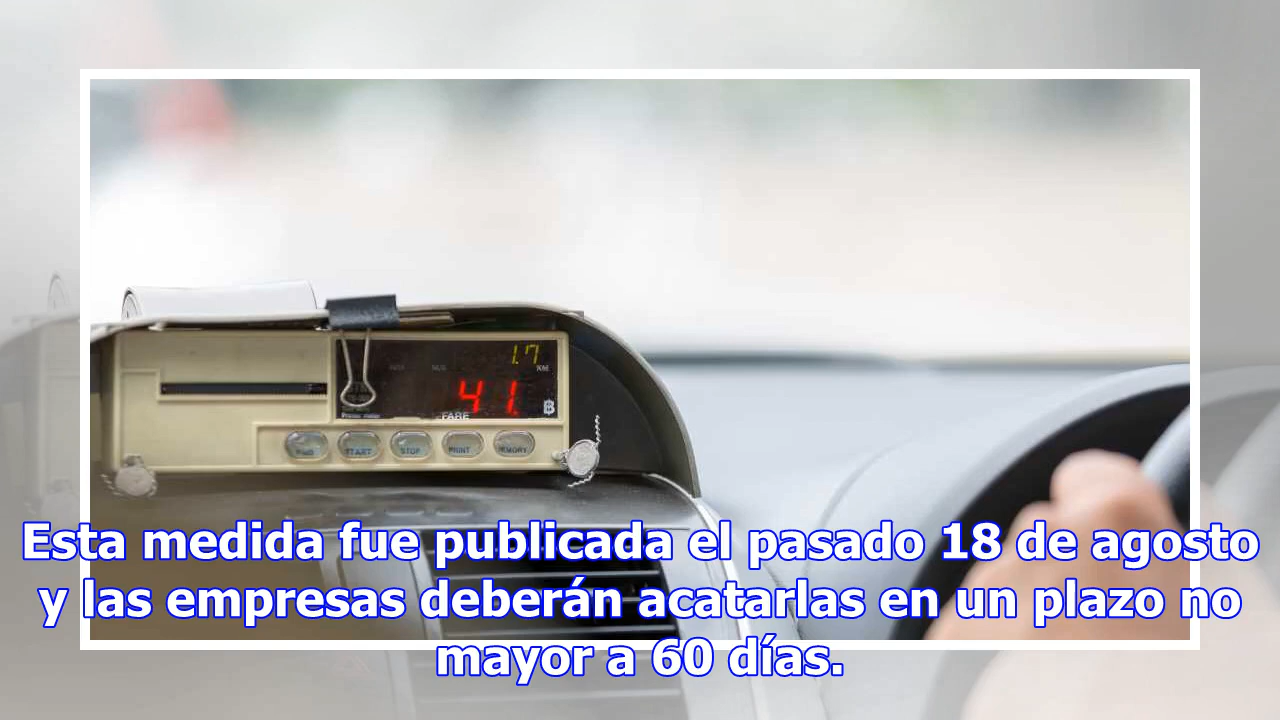 1.7
KM
41
FARE
START
STOP
PRINT
MEMORY
Esta medida fue publicada el pasado 18 de agosto
y las empresas deberán acatarlas en un plazo no
mayor a 60 días.